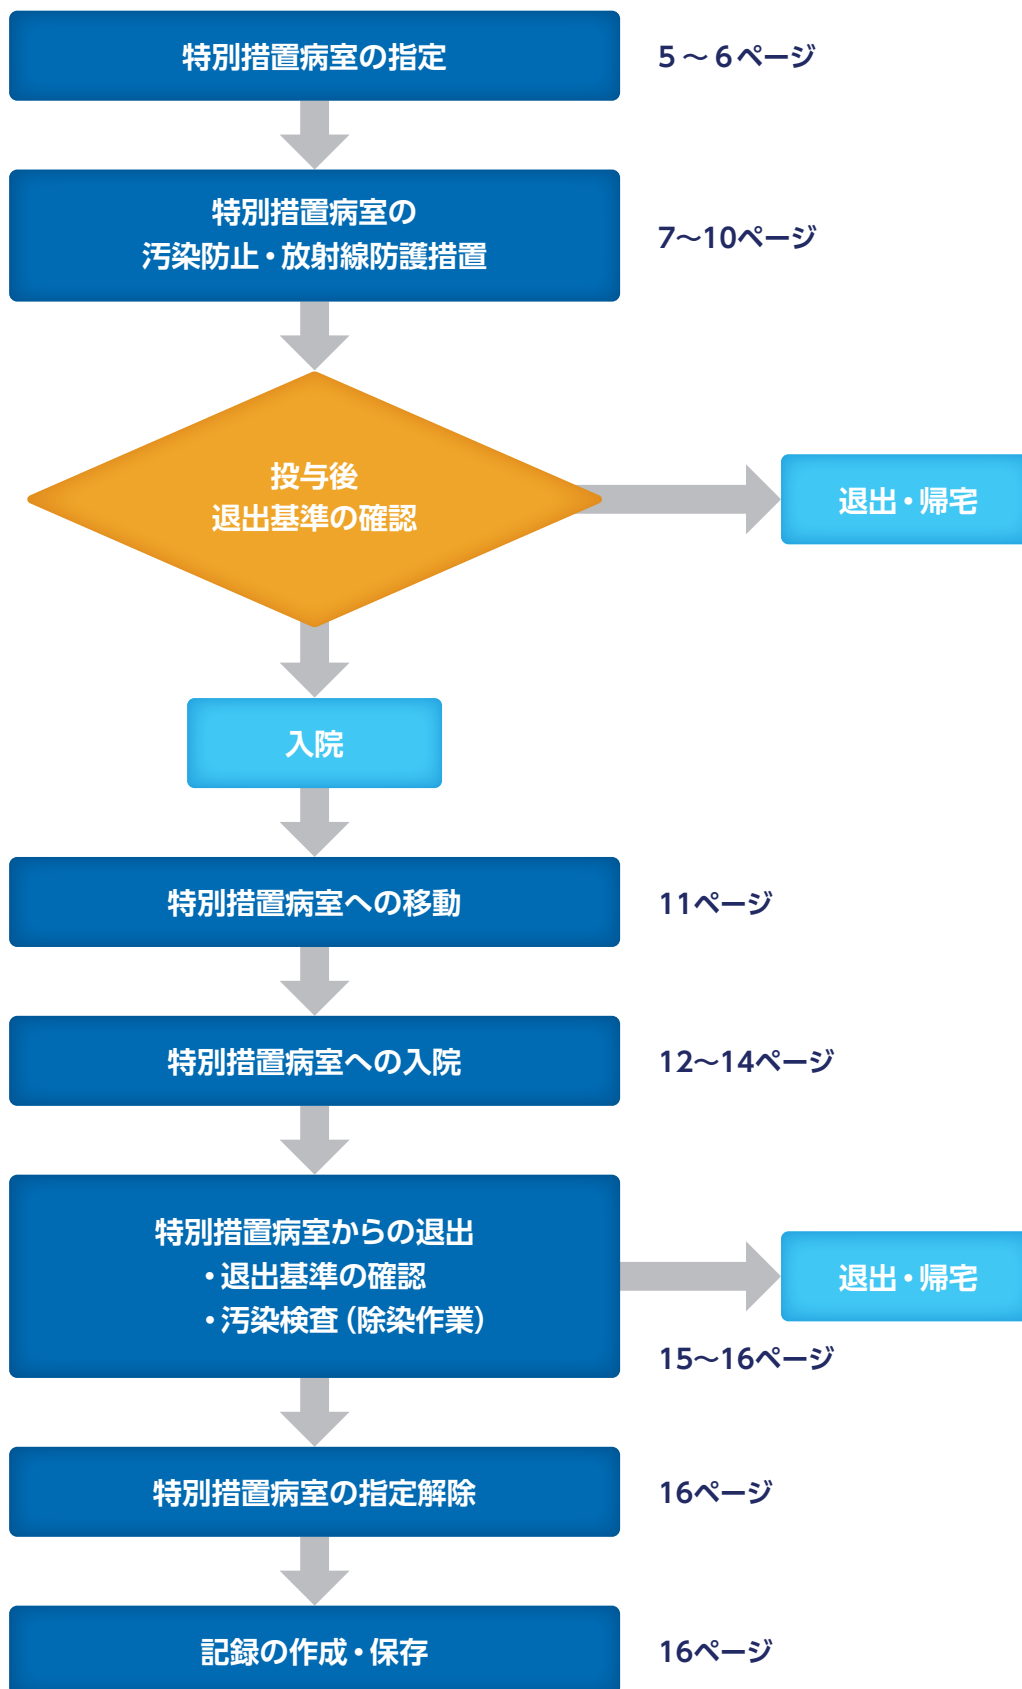 特別措置病室の指定
5～6ページ
特別措置病室の
汚染防止・放射線防護措置
7～10ページ
投与後
退出基準の確認
退出・帰宅
入院
特別措置病室への移動
11ページ
特別措置病室への入院
12～14ページ
特別措置病室からの退出
・退出基準の確認
・汚染検査（除染作業）
退出・帰宅
15～16ページ
特別措置病室の指定解除
16ページ
記録の作成・保存
16ページ